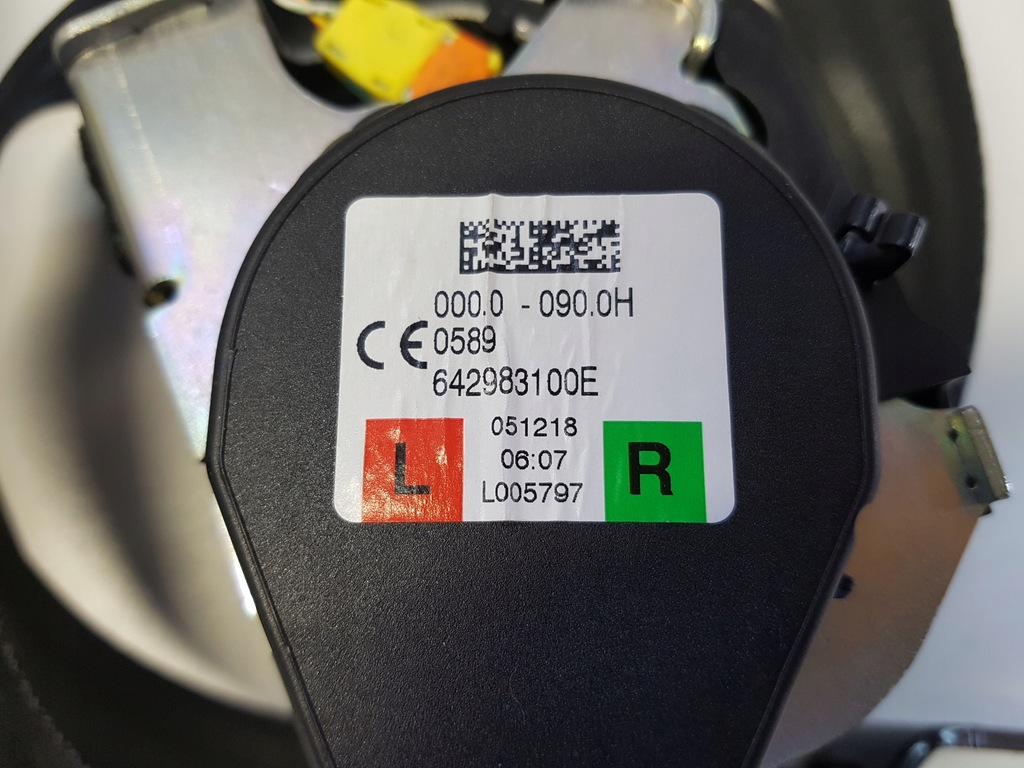 000.0 - 090.0H
CE 0589
642983100E
051218
06:07
L005797
L
R